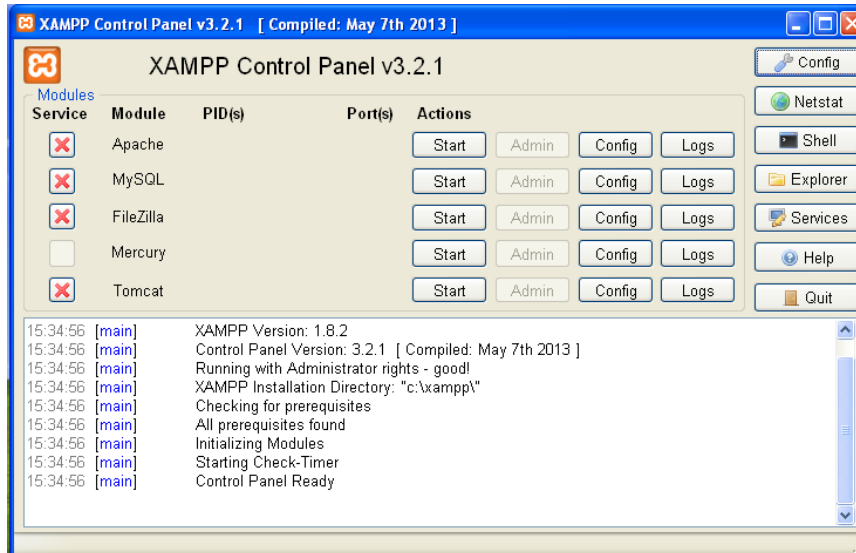 XAMPP Control Panel v3.2.1 [ Compiled: May 7th 2013 ]
XAMPP Control Panel v3.2.1
Config
Modules
Service Module PID(s) Port(s) Actions
Netstat
Apache Start Admin Config Logs
Shell
MySQL Start Admin Config Logs
Explorer
FileZilla Start Admin Config Logs
Services
Mercury Start Admin Config Logs
Help
Tomcat Start Admin Config Logs
Quit
15:34:56 [main] XAMPP Version: 1.8.2
15:34:56 [main] Control Panel Version: 3.2.1 [ Compiled: May 7th 2013 ]
15:34:56 [main] Running with Administrator rights - good!
15:34:56 [main] XAMPP Installation Directory: "c:\xampp\"
15:34:56 [main] Checking for prerequisites
15:34:56 [main] All prerequisites found
15:34:56 [main] Initializing Modules
15:34:56 [main] Starting Check-Timer
15:34:56 [main] Control Panel Ready